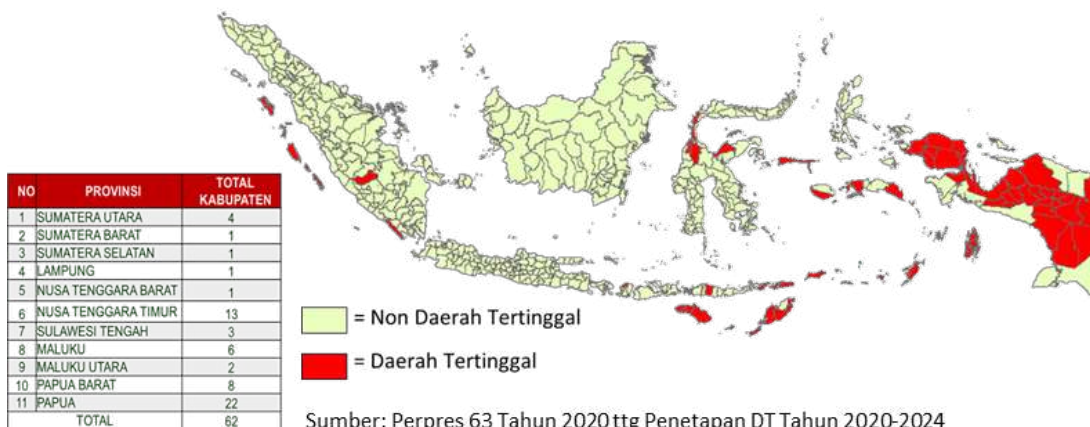 NO PROVINSI TOTAL KABUPATEN
1 SUMATERA UTARA 4
2 SUMATERA BARAT 1
3 SUMATERA SELATAN 1
4 LAMPUNG 1
5 NUSA TENGGARA BARAT 1
6 NUSA TENGGARA TIMUR 13
7 SULAWESI TENGAH 3
8 MALUKU 6
9 MALUKU UTARA 2
10 PAPUA BARAT 8
11 PAPUA 22
TOTAL 62
= Non Daerah Tertinggal
= Daerah Tertinggal
Sumber: Perpres 63 Tahun 2020 ttg Penetapan DT Tahun 2020-2024